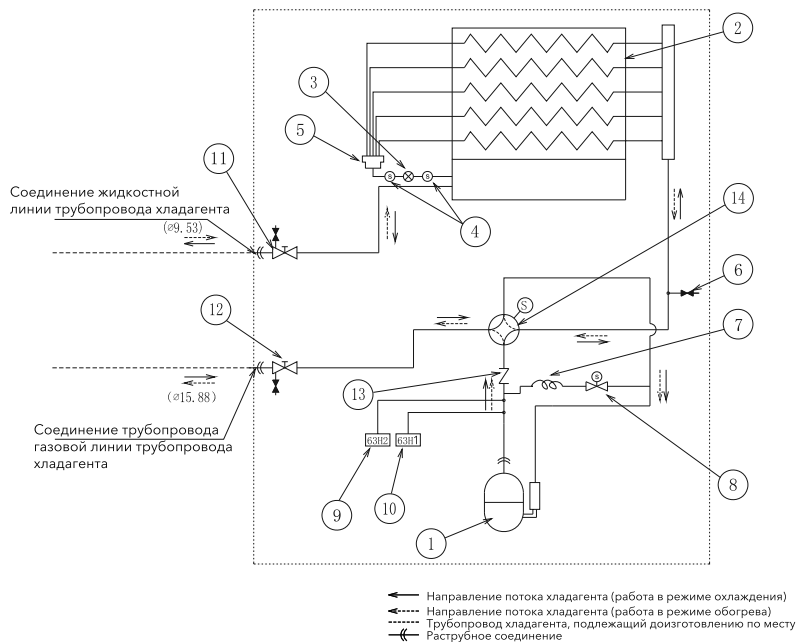 2
3
5
11
Соединение жидкостной
линии трубопровода хладагента
(⌀9.53)
S
S
4
14
12
S
6
7
13
S
(⌀15.88)
Соединение трубопровода
газовой линии трубопровода
хладагента
63H2
63H1
9
10
1
8
Направление потока хладагента (работа в режиме охлаждения)
Направление потока хладагента (работа в режиме обогрева)
Трубопровод хладагента, подлежащий доизготовлению по месту
Раструбное соединение